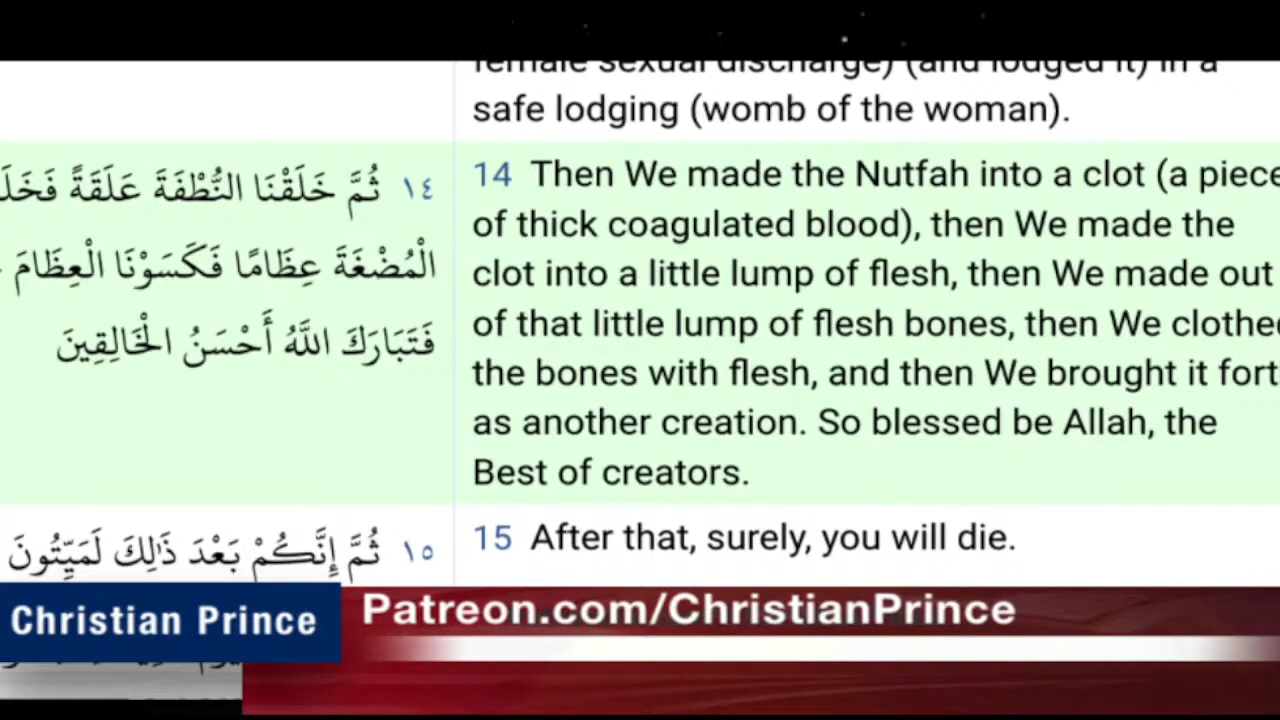 safe lodging (womb of the woman).
١٤ ثُمَّ خَلَقْنَا النُّطْفَةَ عَلَقَةً
الْمُضْغَةَ عِظَامًا فَكَسَوْنَا الْعِظَامَ
فَتَبَارَكَ اللَّهُ أَحْسَنُ الْخَالِقِينَ
14 Then We made the Nutfah into a clot (a piece
of thick coagulated blood), then We made the
clot into a little lump of flesh, then We made out
of that little lump of flesh bones, then We clothed
the bones with flesh, and then We brought it fort
as another creation. So blessed be Allah, the
Best of creators.
١٥ ثُمَّ إِنَّكُمْ بَعْدَ ذَٰلِكَ لَمَيِّتُونَ
15 After that, surely, you will die.
Christian Prince
Patreon.com/ChristianPrince